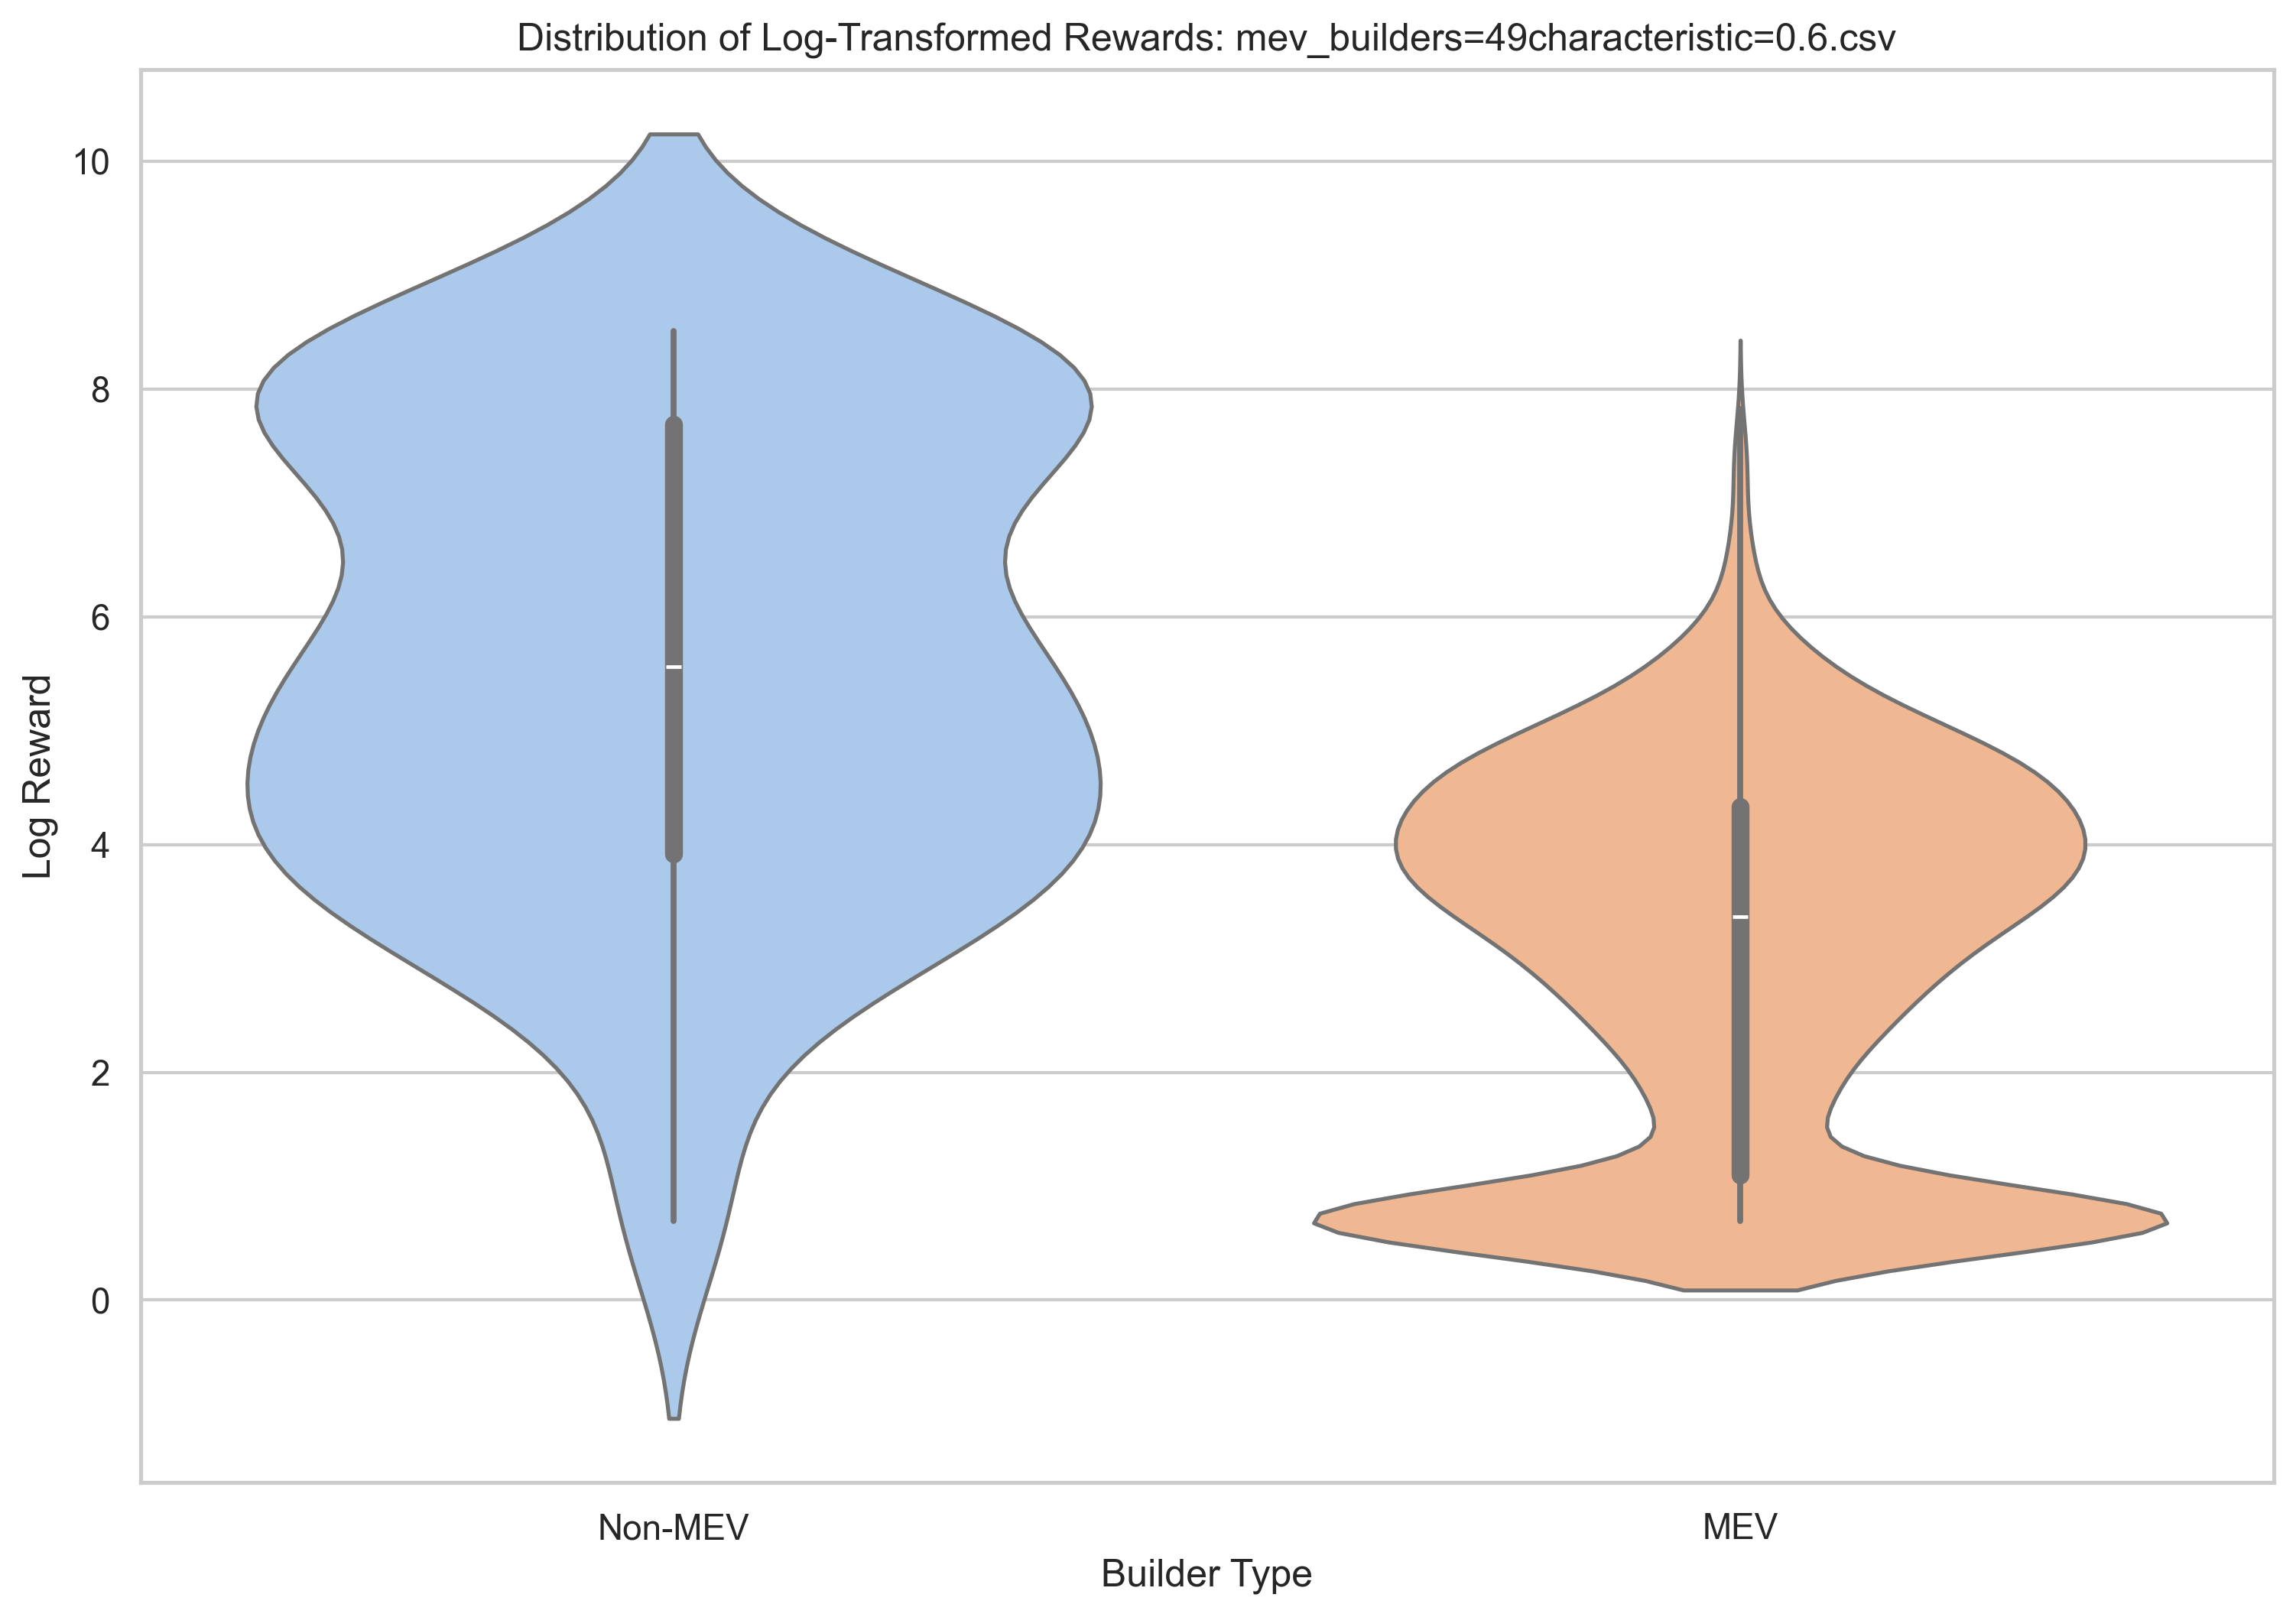 Distribution of Log-Transformed Rewards: mev_builders=49characteristic=0.6.csv
Log Reward
10
8
6
4
2
0
Non-MEV
MEV
Builder Type